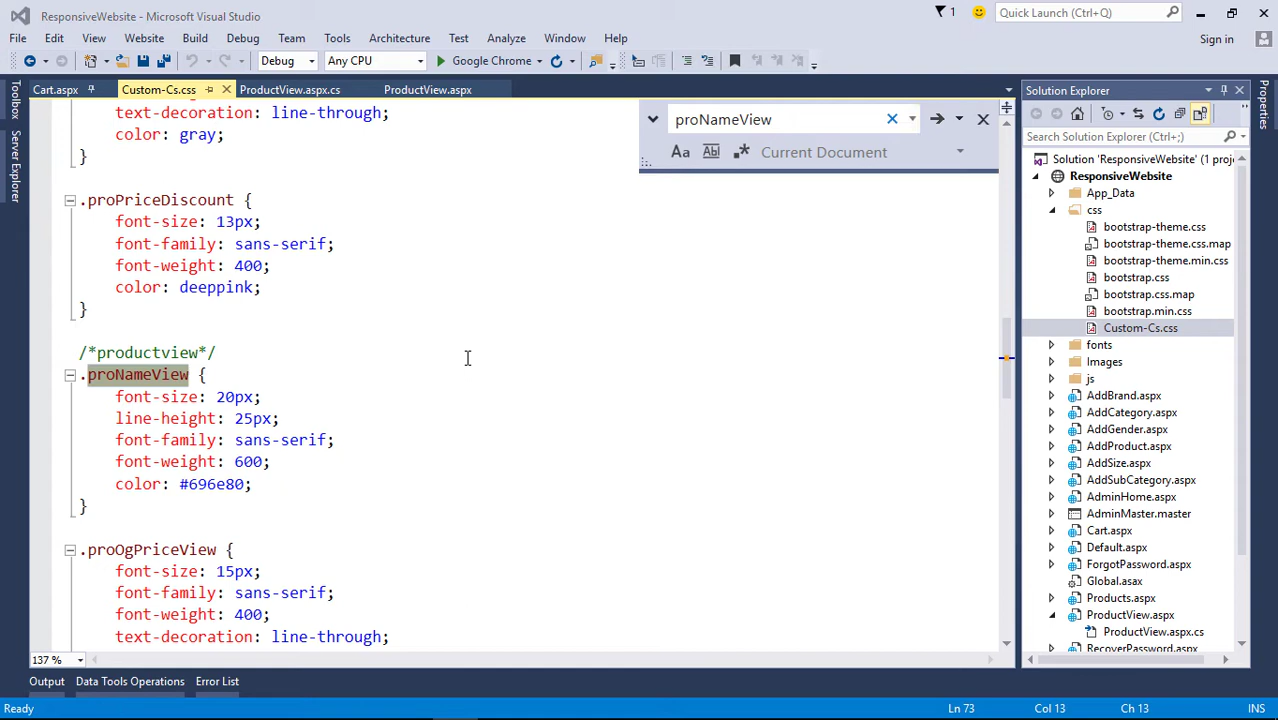 ResponsiveWebsite - Microsoft Visual Studio
1
Quick Launch (Ctrl+Q)
File Edit View Website Build Debug Team Tools Architecture Test Analyze Window Help
Sign in
Debug Any CPU Google Chrome
Cart.aspx Custom-Cs.css ProductView.aspx.cs ProductView.aspx
Toolbox
Server Explorer
text-decoration: line-through;
color: gray;
}
.proPriceDiscount {
font-size: 13px;
font-family: sans-serif;
font-weight: 400;
color: deeppink;
}
/*productview*/
.proNameView {
font-size: 20px;
line-height: 25px;
font-family: sans-serif;
font-weight: 600;
color: #696e80;
}
.proOgPriceView {
font-size: 15px;
font-family: sans-serif;
font-weight: 400;
text-decoration: line-through;
137 %
proNameView
Aa Ab .* Current Document
Solution Explorer
Search Solution Explorer (Ctrl+;)
Solution 'ResponsiveWebsite' (1 proj
ResponsiveWebsite
App_Data
css
bootstrap-theme.css
bootstrap-theme.css.map
bootstrap-theme.min.css
bootstrap.css
bootstrap.css.map
bootstrap.min.css
Custom-Cs.css
fonts
Images
js
AddBrand.aspx
AddCategory.aspx
AddGender.aspx
AddProduct.aspx
AddSize.aspx
AddSubCategory.aspx
AdminHome.aspx
AdminMaster.master
Cart.aspx
Default.aspx
ForgotPassword.aspx
Global.asax
Products.aspx
ProductView.aspx
ProductView.aspx.cs
RecoverPassword.aspx
Properties
Output Data Tools Operations Error List
Ready Ln 73 Col 13 Ch 13 INS